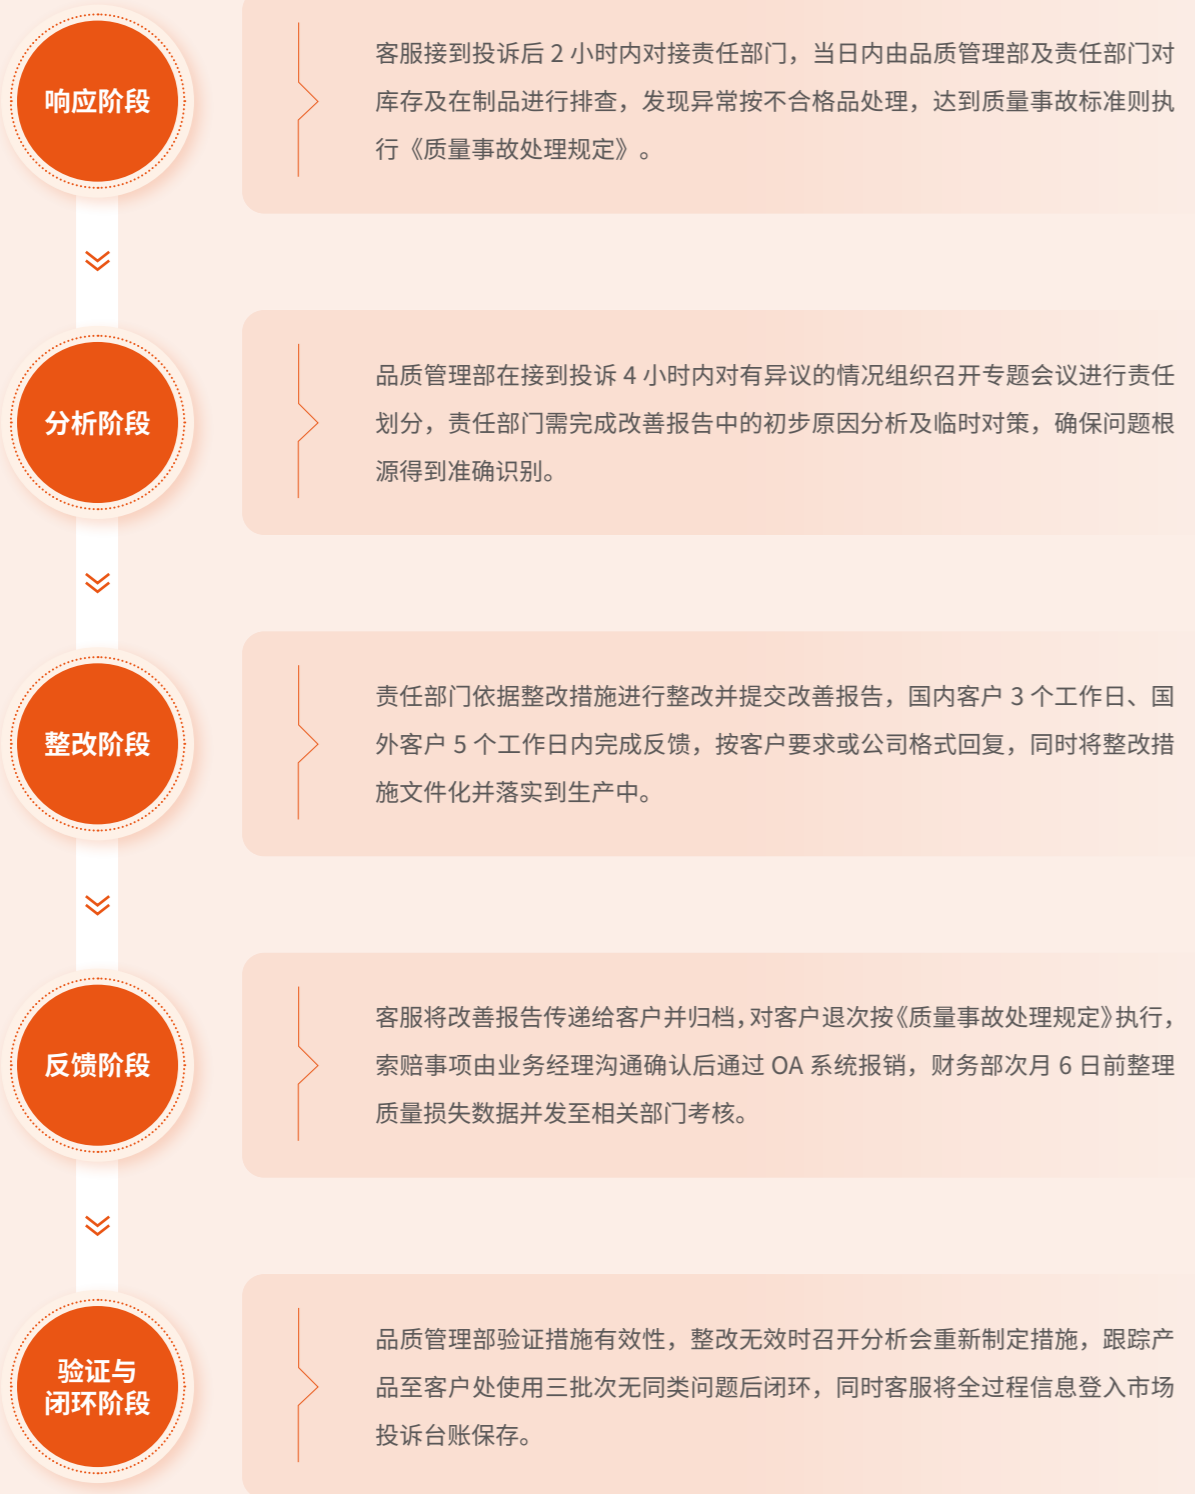 响应阶段
客服接到投诉后 2 小时内对接责任部门，当日内由品质管理部及责任部门对
库存及在制品进行排查，发现异常按不合格品处理，达到质量事故标准则执
行《质量事故处理规定》。
分析阶段
品质管理部在接到投诉 4 小时内对有异议的情况组织召开专题会议进行责任
划分，责任部门需完成改善报告中的初步原因分析及临时对策，确保问题根
源得到准确识别。
整改阶段
责任部门依据整改措施进行整改并提交改善报告，国内客户 3 个工作日、国
外客户 5 个工作日内完成反馈，按客户要求或公司格式回复，同时将整改措
施文件化并落实到生产中。
反馈阶段
客服将改善报告传递给客户并归档，对客户退次按《质量事故处理规定》执行，
索赔事项由业务经理沟通确认后通过 OA 系统报销，财务部次月 6 日前整理
质量损失数据并发至相关部门考核。
验证与
闭环阶段
品质管理部验证措施有效性，整改无效时召开分析会重新制定措施，跟踪产
品至客户处使用三批次无同类问题后闭环，同时客服将全过程信息登入市场
投诉台账保存。